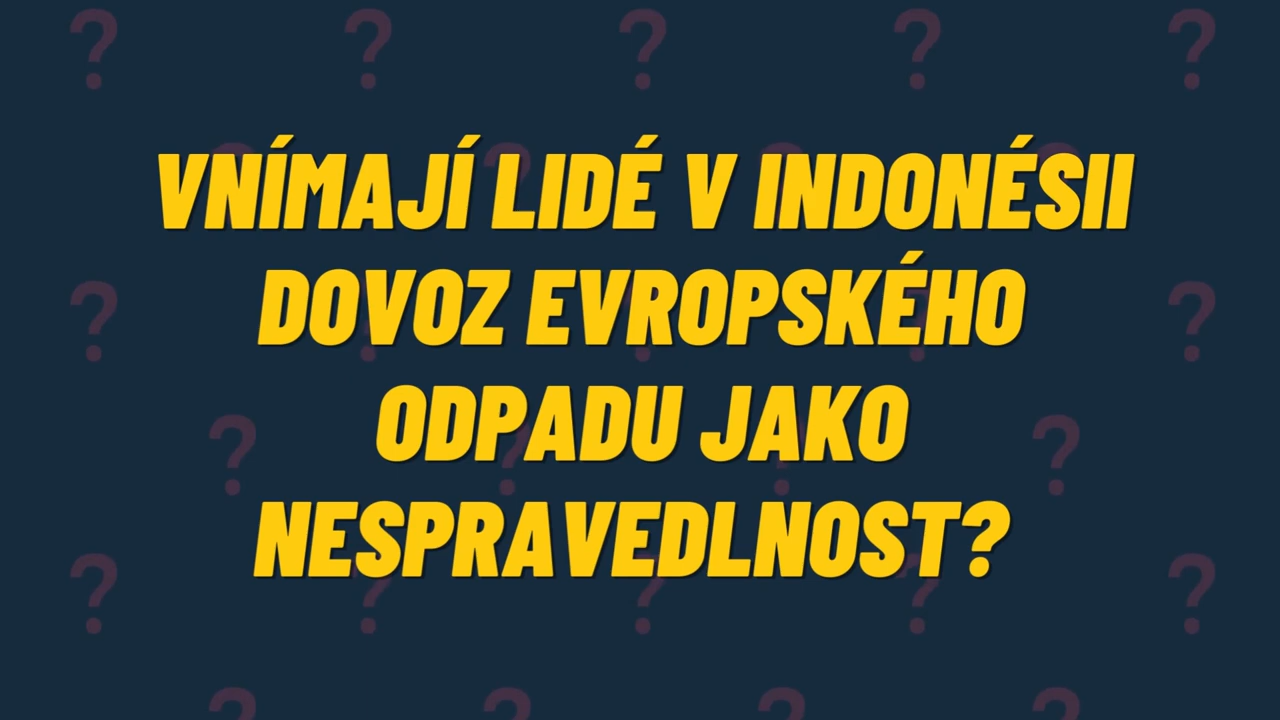 VNÍMAJÍ LIDÉ V INDONÉSII
DOVOZ EVROPSKÉHO
ODPADU JAKO
NESPRAVEDLNOST?